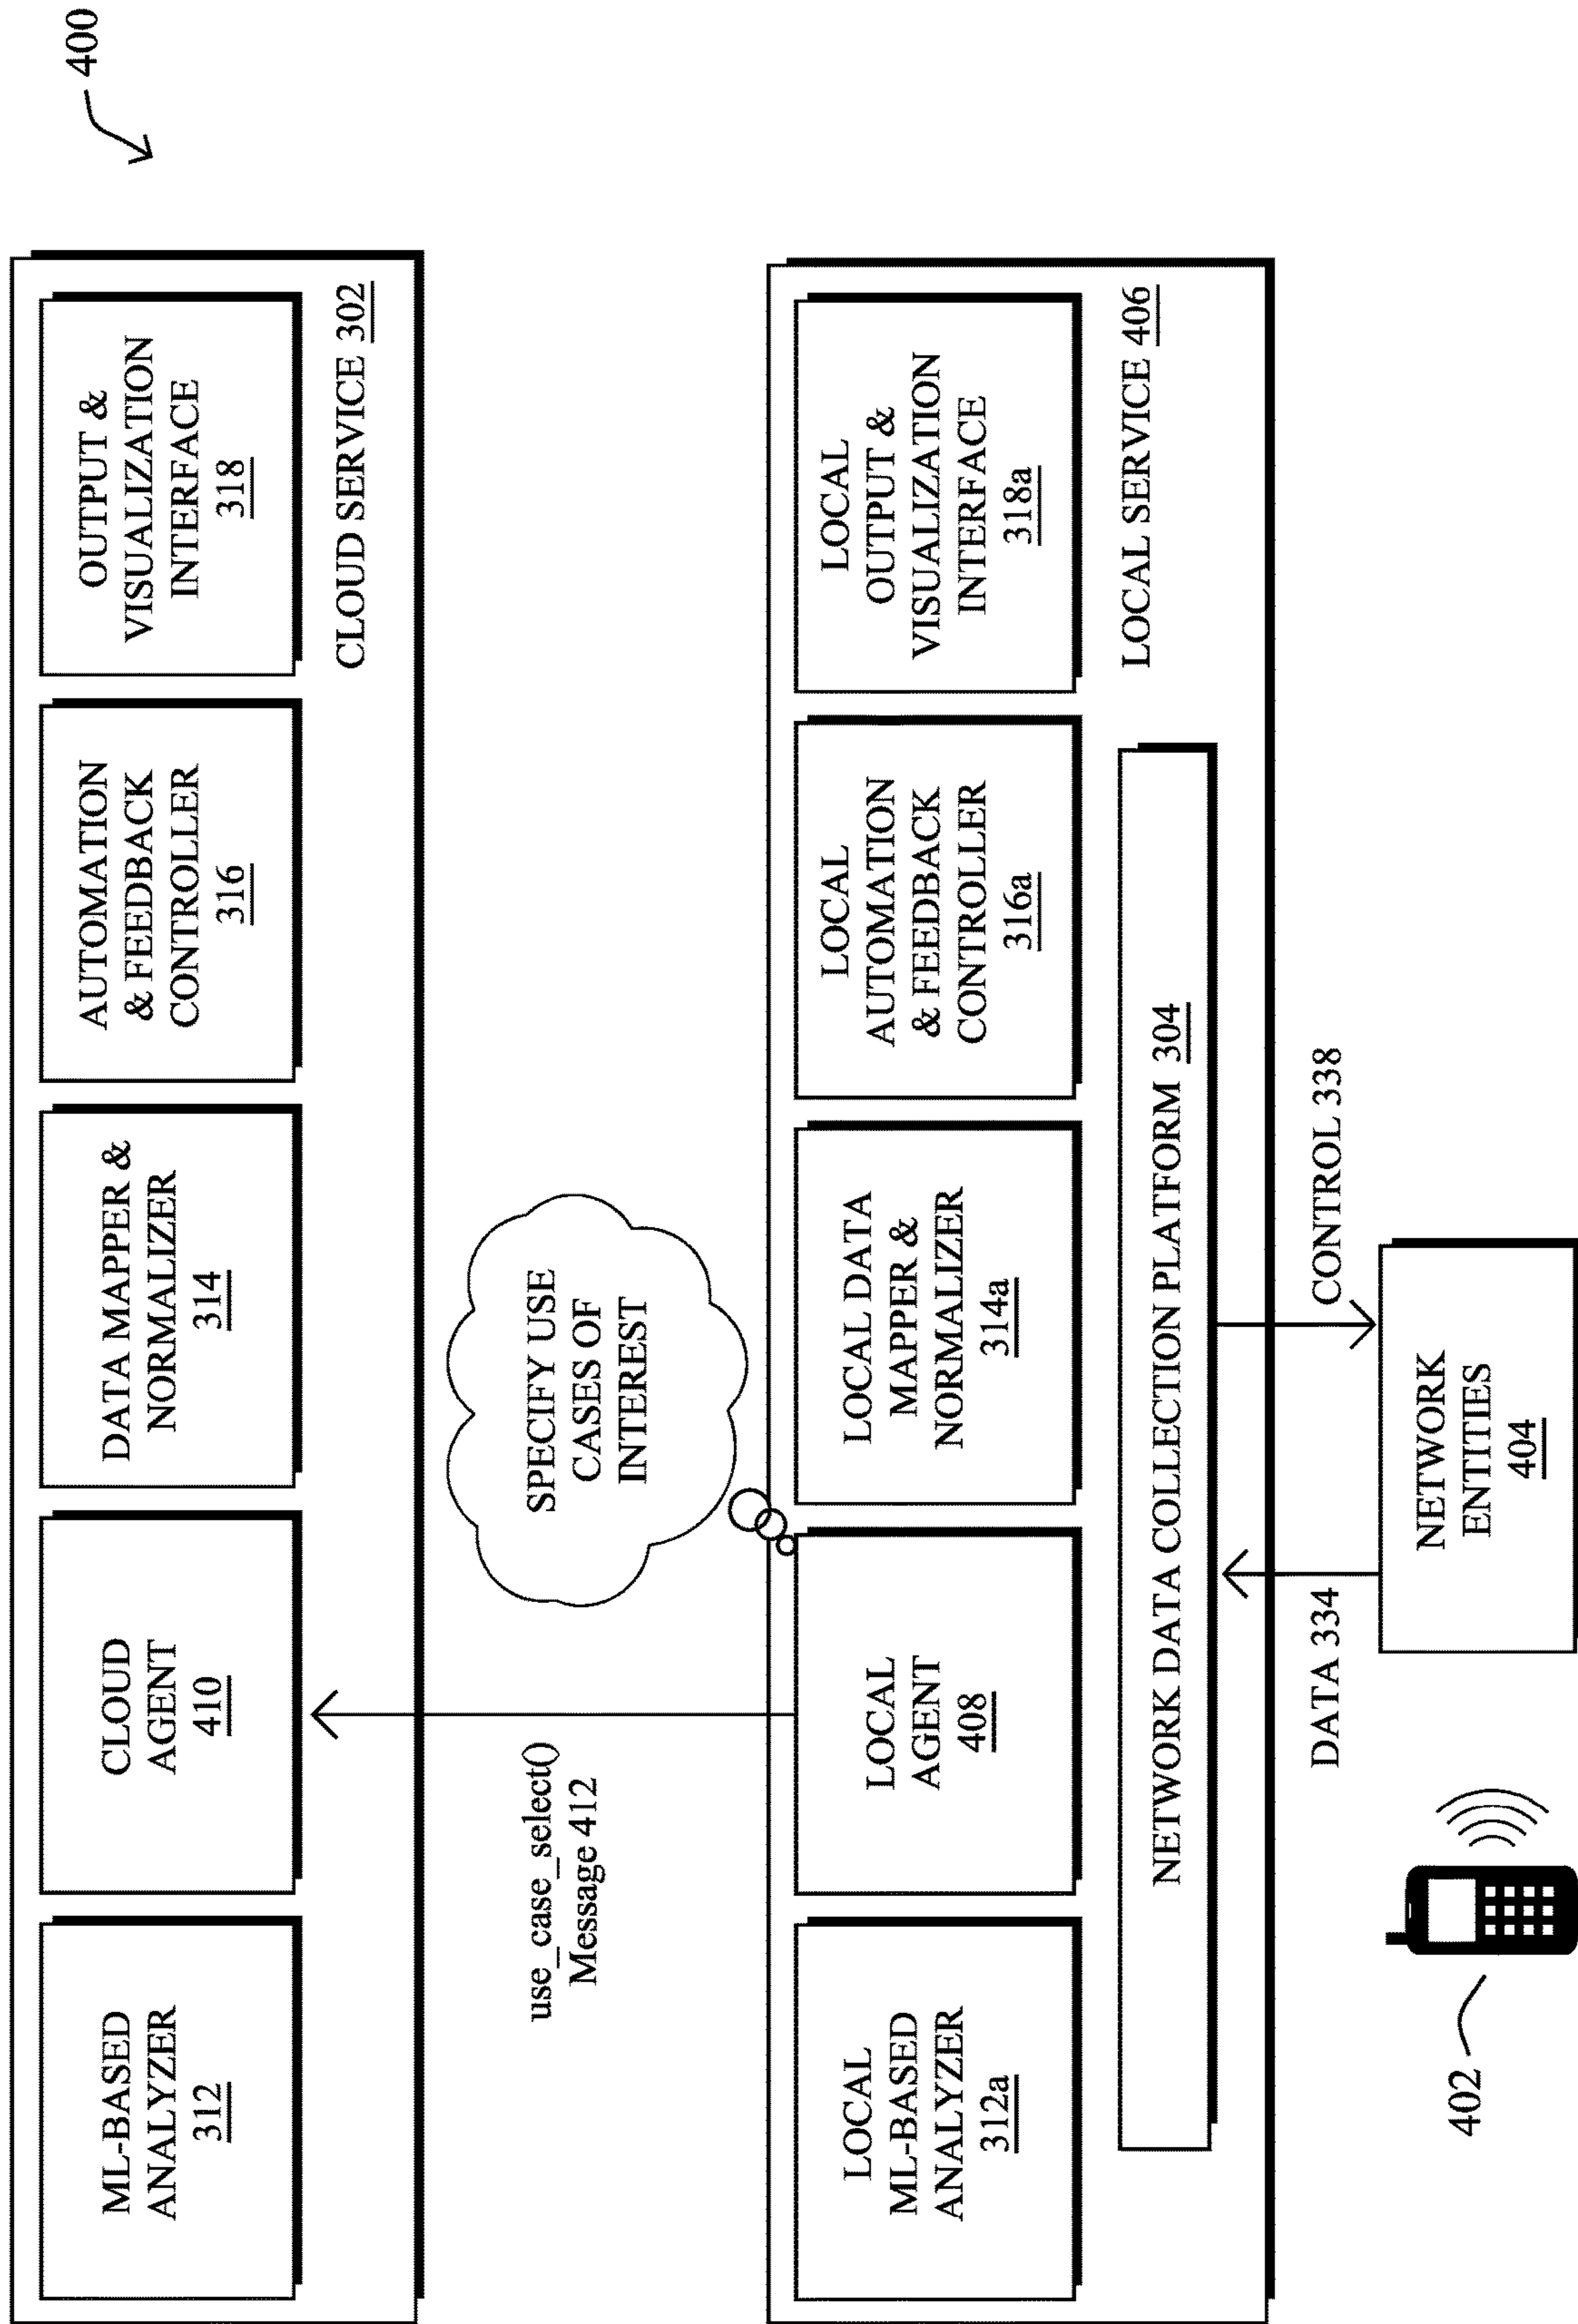 400
ML-BASED
ANALYZER
312
CLOUD
AGENT
410
DATA MAPPER &
NORMALIZER
314
AUTOMATION
& FEEDBACK
CONTROLLER
316
OUTPUT &
VISUALIZATION
INTERFACE
318
CLOUD SERVICE 302
use_case_select()
Message 412
SPECIFY USE
CASES OF
INTEREST
LOCAL
ML-BASED
ANALYZER
312a
LOCAL
AGENT
408
LOCAL DATA
MAPPER &
NORMALIZER
314a
LOCAL
AUTOMATION
& FEEDBACK
CONTROLLER
316a
LOCAL
OUTPUT &
VISUALIZATION
INTERFACE
318a
LOCAL SERVICE 406
NETWORK DATA COLLECTION PLATFORM 304
DATA 334
CONTROL 338
402
NETWORK
ENTITIES
404